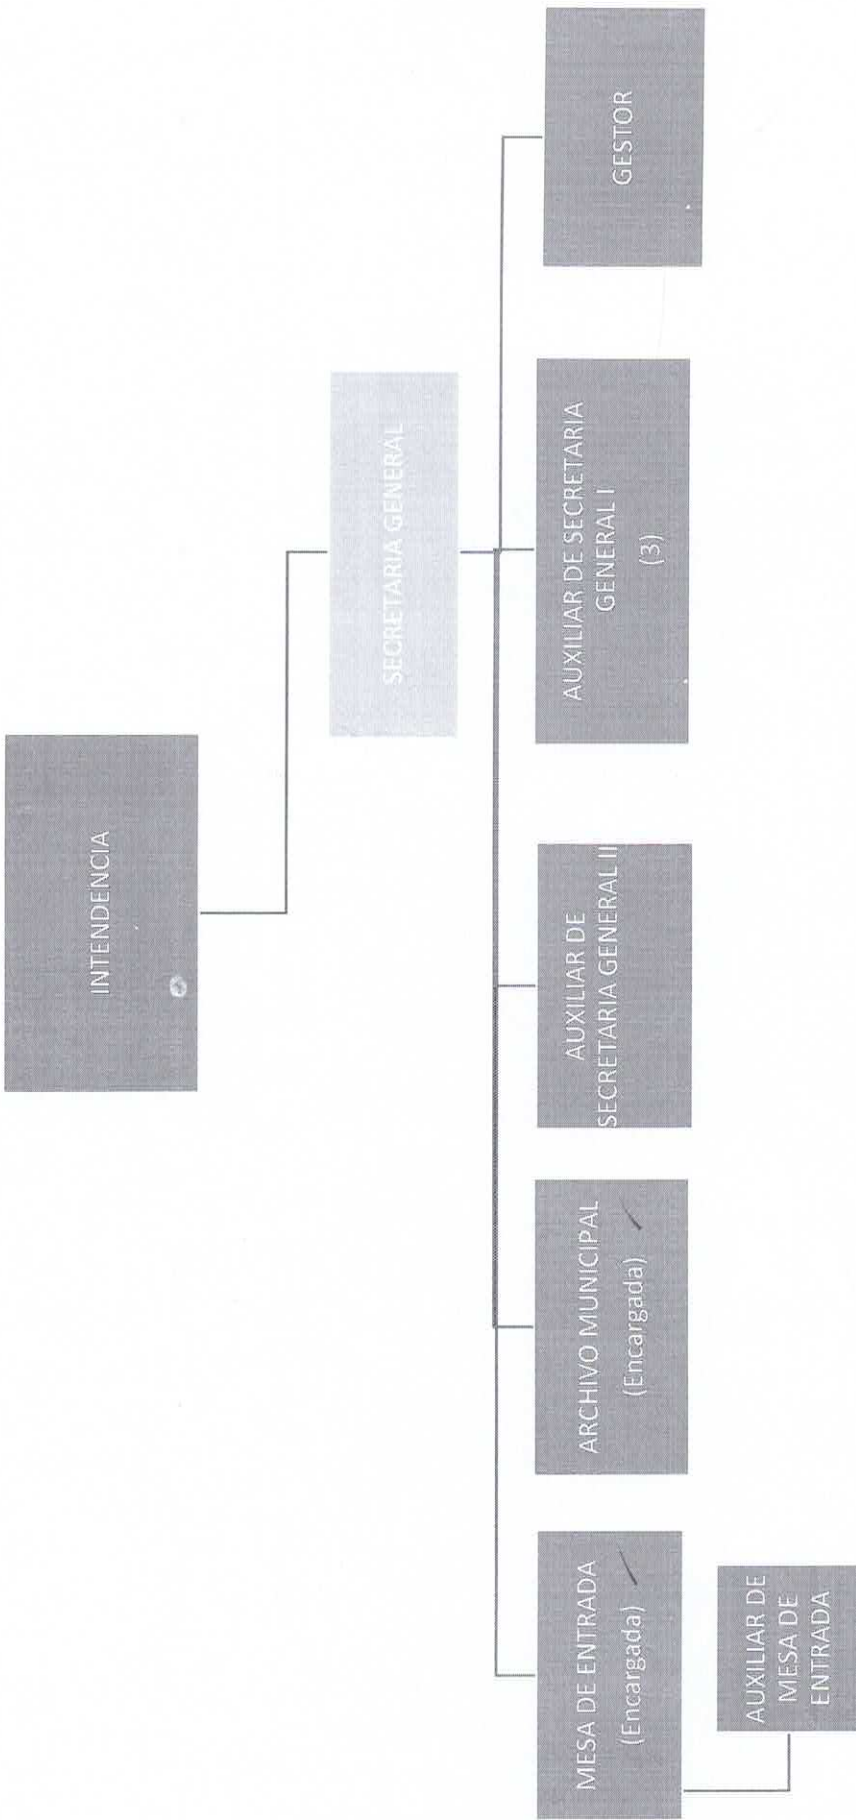 INTENDENCIA
SECRETARIA GENERAL
MESA DE ENTRADA
(Encargada)
ARCHIVO MUNICIPAL
(Encargada)
AUXILIAR DE
SECRETARIA GENERAL II
AUXILIAR DE SECRETARIA
GENERAL I
(3)
GESTOR
AUXILIAR DE
MESA DE
ENTRADA